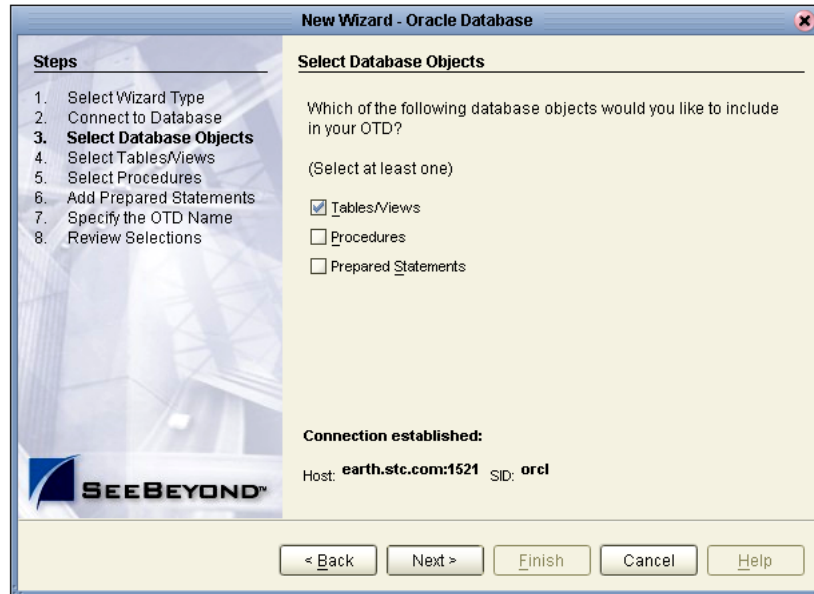 New Wizard - Oracle Database
Steps
1. Select Wizard Type
2. Connect to Database
3. Select Database Objects
4. Select Tables/Views
5. Select Procedures
6. Add Prepared Statements
7. Specify the OTD Name
8. Review Selections
SEEBEYOND™
Select Database Objects
Which of the following database objects would you like to include
in your OTD?
(Select at least one)
Tables/Views
Procedures
Prepared Statements
Connection established:
Host: earth.stc.com:1521 SID: orcl
< Back Next > Finish Cancel Help